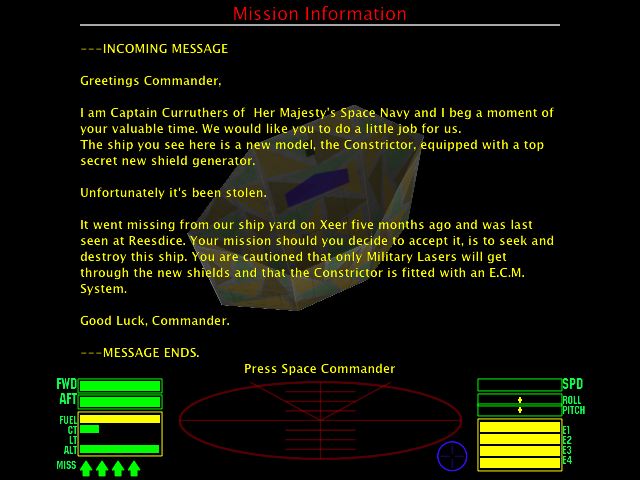 Mission Information
---INCOMING MESSAGE
Greetings Commander,
I am Captain Curruthers of Her Majesty's Space Navy and I beg a moment of
your valuable time. We would like you to do a little job for us.
The ship you see here is a new model, the Constrictor, equipped with a top
secret new shield generator.
Unfortunately it's been stolen.
It went missing from our ship yard on Xeer five months ago and was last
seen at Reesdice. Your mission should you decide to accept it, is to seek and
destroy this ship. You are cautioned that only Military Lasers will get
through the new shields and that the Constrictor is fitted with an E.C.M.
System.
Good Luck, Commander.
---MESSAGE ENDS.
Press Space Commander
FWD
AFT
FUEL
CT
LT
ALT
MISS
SPD
ROLL
PITCH
E1
E2
E3
E4